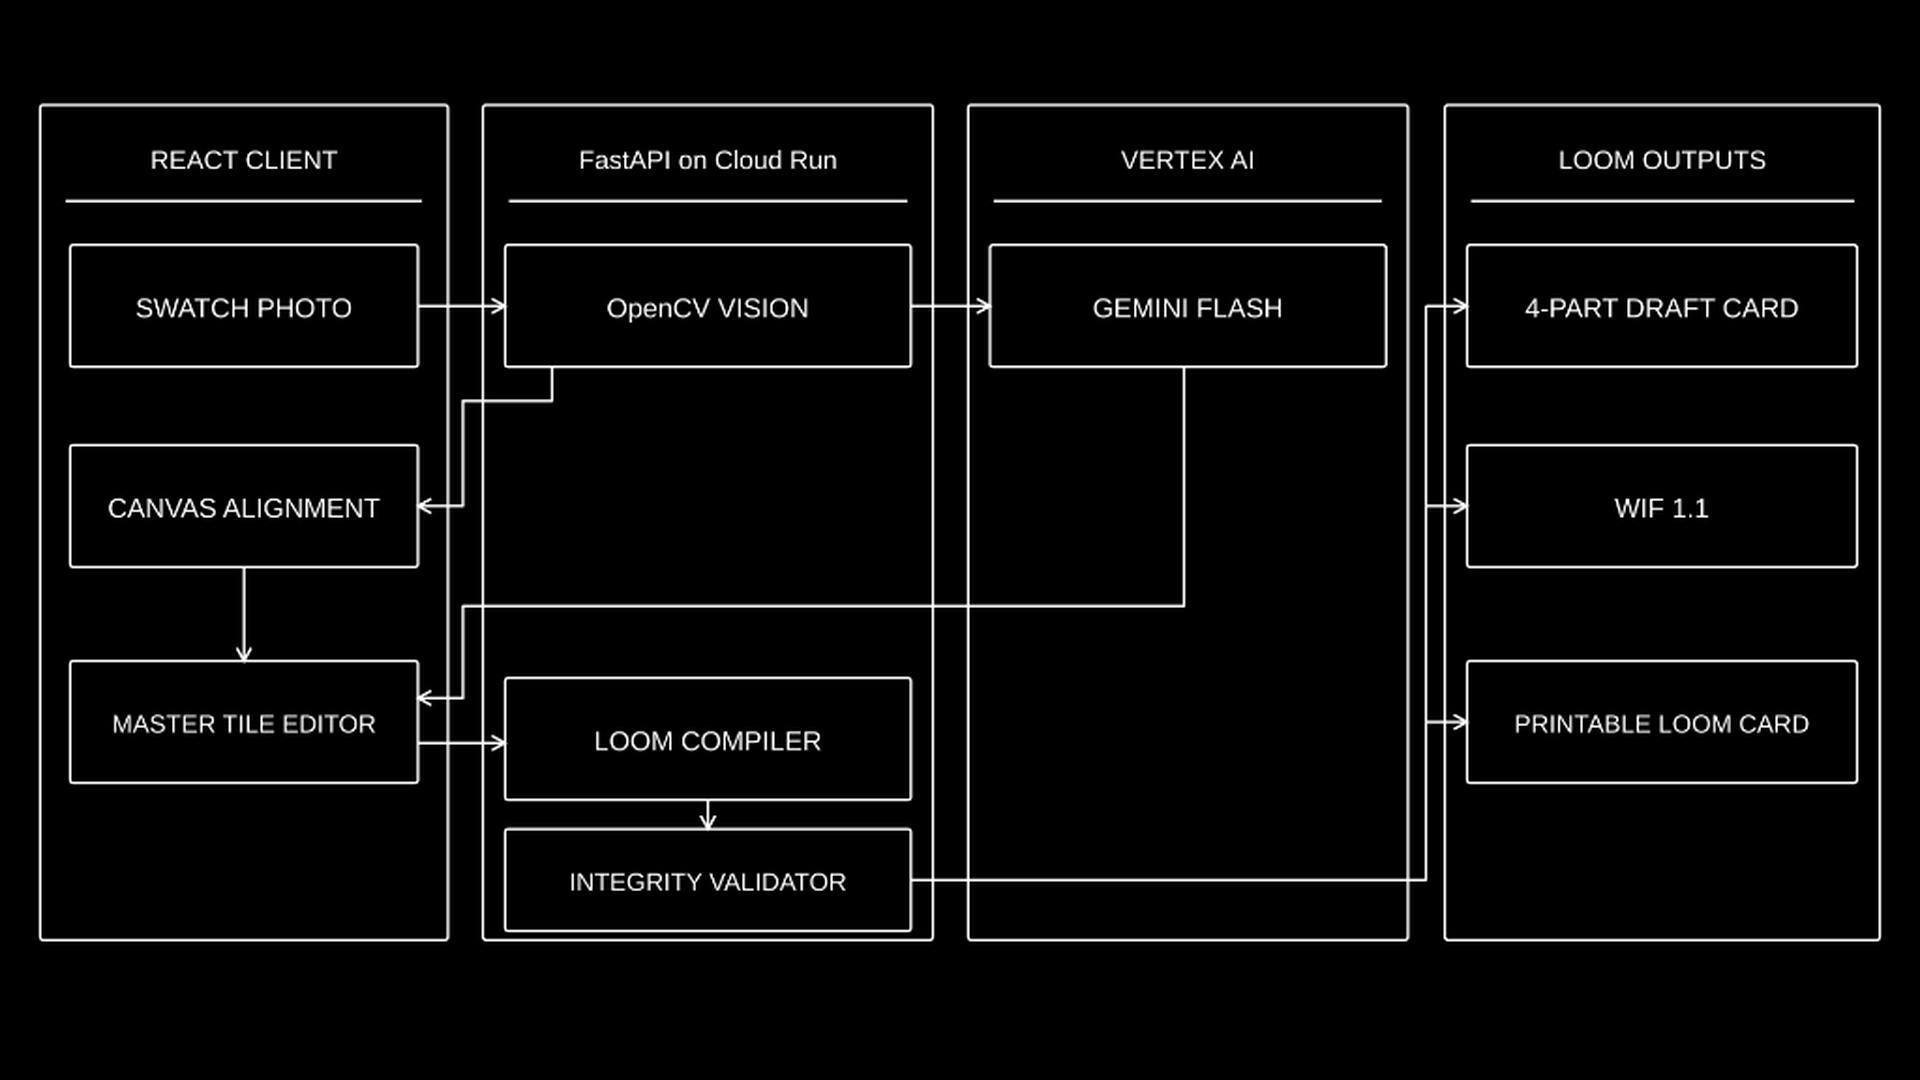 REACT CLIENT
SWATCH PHOTO
CANVAS ALIGNMENT
MASTER TILE EDITOR
FastAPI on Cloud Run
OpenCV VISION
LOOM COMPILER
INTEGRITY VALIDATOR
VERTEX AI
GEMINI FLASH
LOOM OUTPUTS
4-PART DRAFT CARD
WIF 1.1
PRINTABLE LOOM CARD